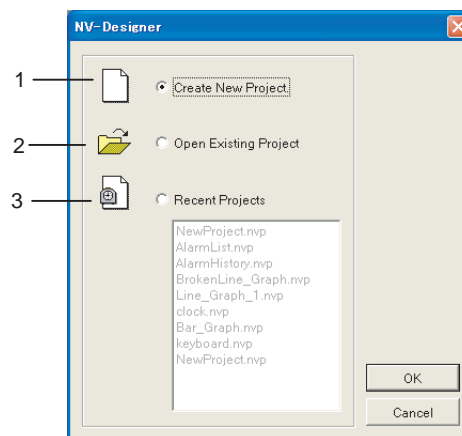 NV-Designer
1
Create New Project.
2
Open Existing Project
3
Recent Projects
NewProject.nvp
AlarmList.nvp
AlarmHistory.nvp
BrokenLine_Graph.nvp
Line_Graph_1.nvp
clock.nvp
Bar_Graph.nvp
keyboard.nvp
NewProject.nvp
OK
Cancel